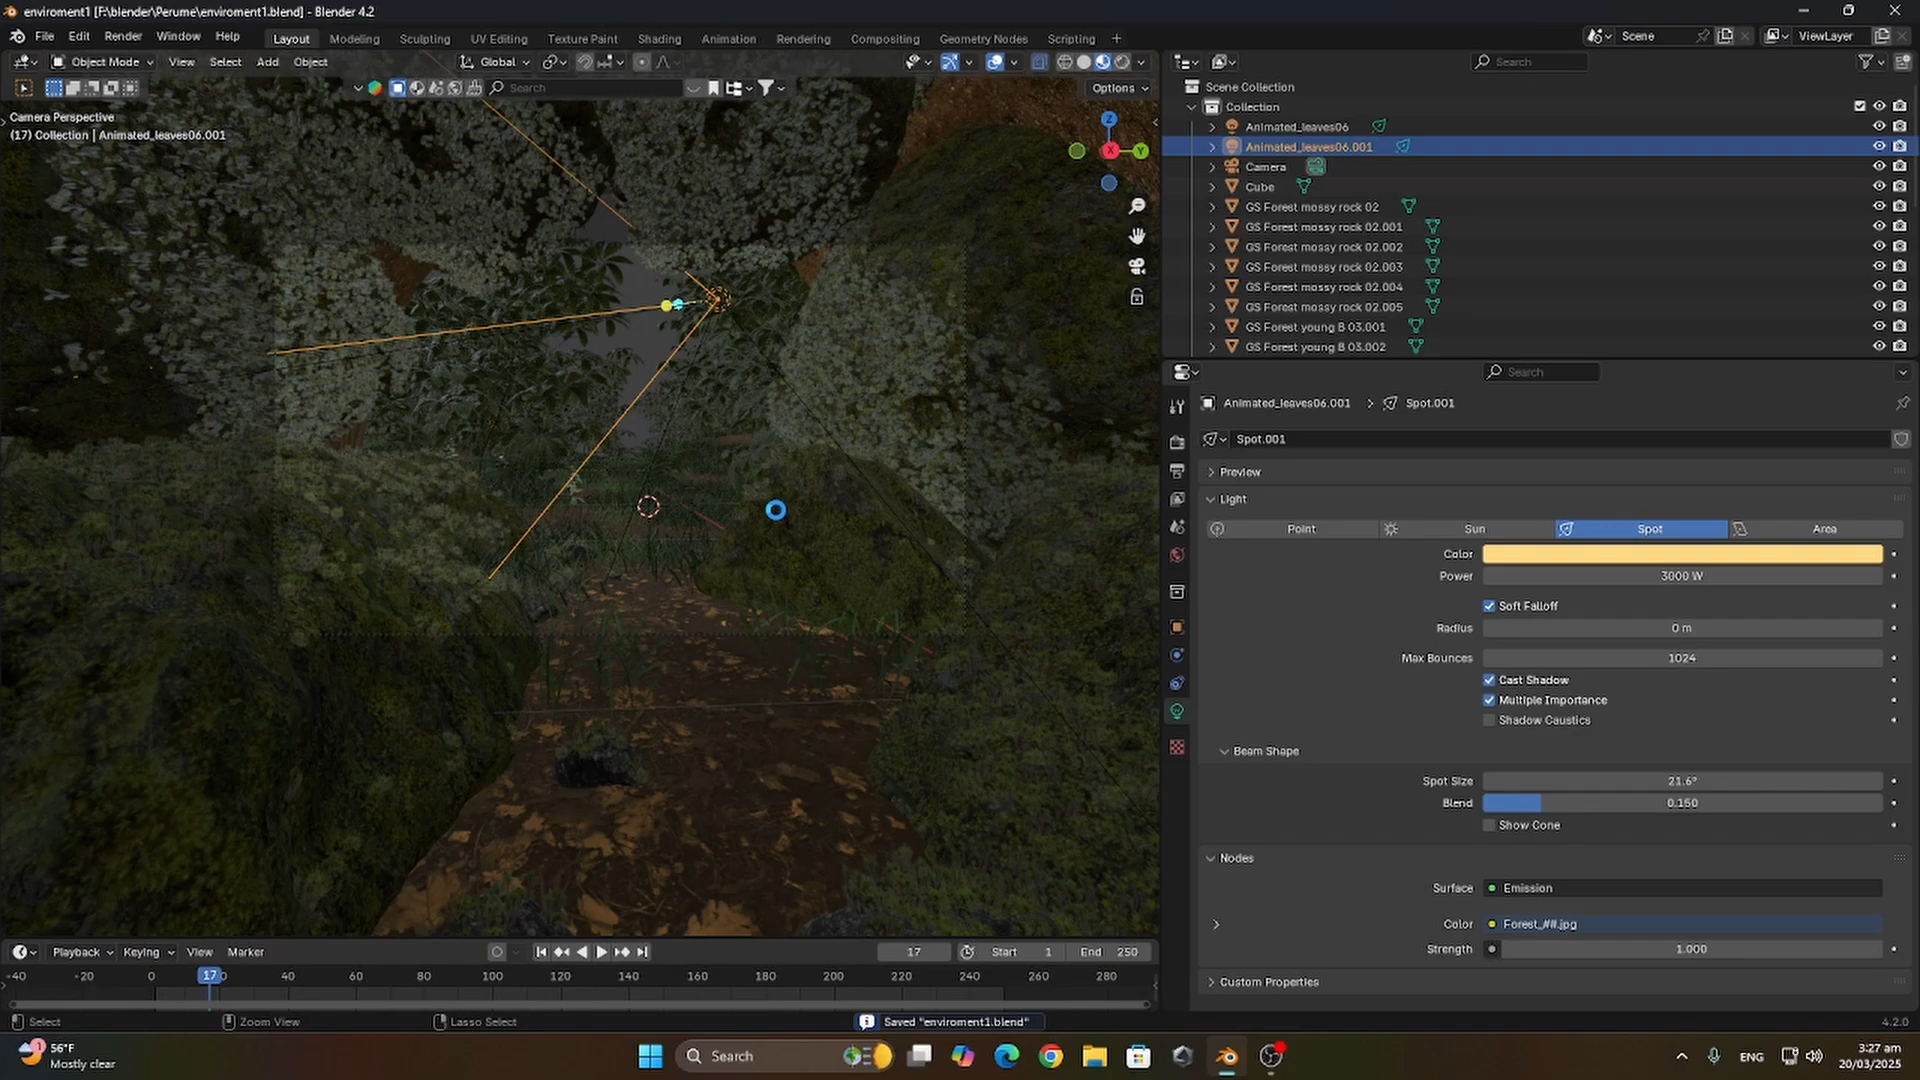 enviroment1 [F:\blender\Perume\enviroment1.blend] - Blender 4.2
File Edit Render Window Help Layout Modeling Sculpting UV Editing Texture Paint Shading Animation Rendering Compositing Geometry Nodes Scripting + Scene ViewLayer
Object Mode View Select Add Object Global Search
Search Options
Camera Perspective
(17) Collection | Animated_leaves06.001
Z
X
Y
Scene Collection
Collection
Animated_leaves06
Animated_leaves06.001
Camera
Cube
GS Forest mossy rock 02
GS Forest mossy rock 02.001
GS Forest mossy rock 02.002
GS Forest mossy rock 02.003
GS Forest mossy rock 02.004
GS Forest mossy rock 02.005
GS Forest young B 03.001
GS Forest young B 03.002
Search
Animated_leaves06.001 > Spot.001
Spot.001
Preview
Light
Point Sun Spot Area
Color
Power 3000 W
Soft Falloff
Radius 0 m
Max Bounces 1024
Cast Shadow
Multiple Importance
Shadow Caustics
Beam Shape
Spot Size 21.6°
Blend 0.150
Show Cone
Nodes
Surface Emission
Color Forest_##.jpg
Strength 1.000
Custom Properties
Playback Keying View Marker 17 Start 1 End 250
-40 -20 0 17 40 60 80 100 120 140 160 180 200 220 240 260 280
Select Zoom View Lasso Select Saved "enviroment1.blend" 4.2.0
1 56°F
Mostly clear
Search
ENG
3:27 am
20/03/2025